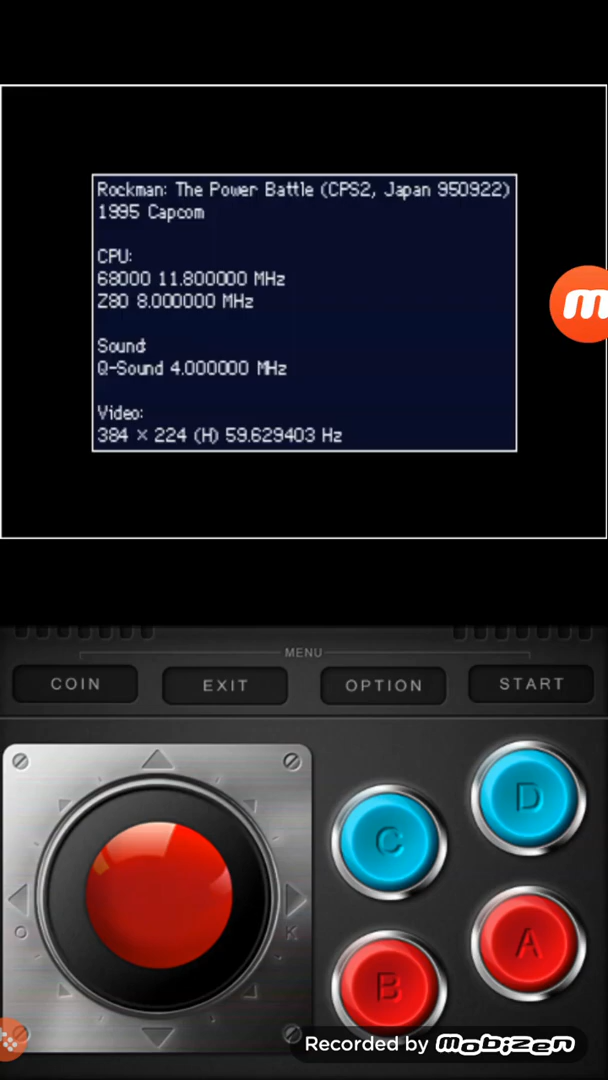 Rockman: The Power Battle (CPS2, Japan 950922)
1995 Capcom
CPU:
68000 11.800000 MHz
Z80 8.000000 MHz
Sound:
Q-Sound 4.000000 MHz
Video:
384 × 224 (H) 59.629403 Hz
m
MENU
COIN
EXIT
OPTION
START
D
C
O
K
A
B
Recorded by mobizen